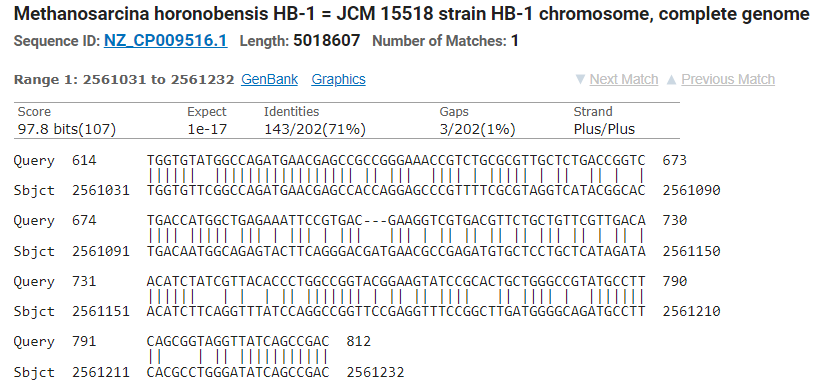 Methanosarcina horonobensis HB-1 = JCM 15518 strain HB-1 chromosome, complete genome
Sequence ID: NZ_CP009516.1 Length: 5018607 Number of Matches: 1
Range 1: 2561031 to 2561232 GenBank Graphics ▼ Next Match ▲ Previous Match
Score Expect Identities Gaps Strand
97.8 bits(107) 1e-17 143/202(71%) 3/202(1%) Plus/Plus
Query 614 TGGTGTATGGCCAGATGAACGAGCCGCCGGGAAACCGTCTGCGCGTTGCTCTGACCGGTC 673
Sbjct 2561031 TGGTGTTCGGCCAGATGAACGAGCCACCAGGAGCCCGTTTTCGCGTAGGTCATACGGCAC 2561090
Query 674 TGACCATGGCTGAGAAATTCCGTGAC---GAAGGTCGTGACGTTCTGCTGTTCGTTGACA 730
Sbjct 2561091 TGACAATGGCAGAGTACTTCAGGGACGATGAACGCCGAGATGTGCTCCTGCTCATAGATA 2561150
Query 731 ACATCTATCGTTACACCCTGGCCGGTACGGAAGTATCCGCACTGCTGGGCCGTATGCCTT 790
Sbjct 2561151 ACATCTTCAGGTTTATCCAGGCCGGTTCCGAGGTTTCCGGCTTGATGGGGCAGATGCCTT 2561210
Query 791 CAGCGGTAGGTTATCAGCCGAC 812
Sbjct 2561211 CACGCCTGGGATATCAGCCGAC 2561232